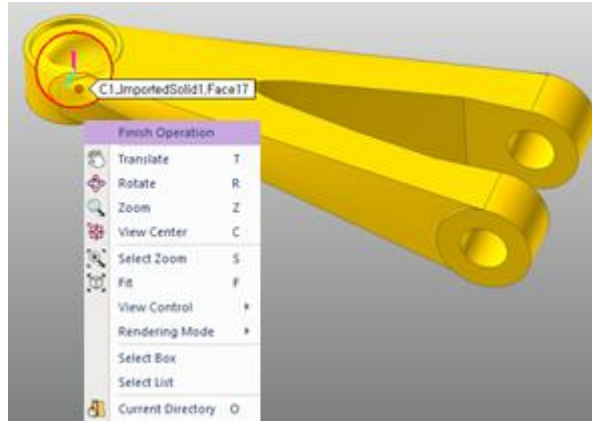 C1.ImportedSolid1.Face17
Finish Operation
Translate T
Rotate R
Zoom Z
View Center C
Select Zoom S
Fit F
View Control
Rendering Mode
Select Box
Select List
Current Directory O